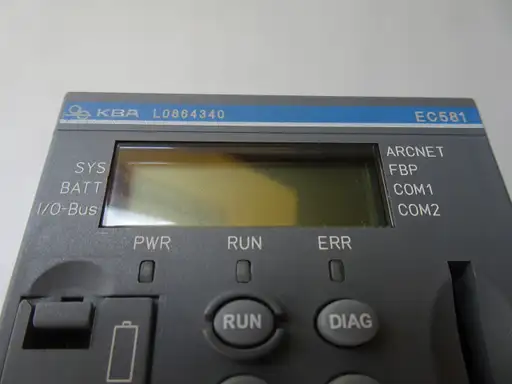 KBA L0864340 EC581
SYS
BATT
I/O-Bus
ARCNET
FBP
COM1
COM2
PWR RUN ERR
RUN DIAG